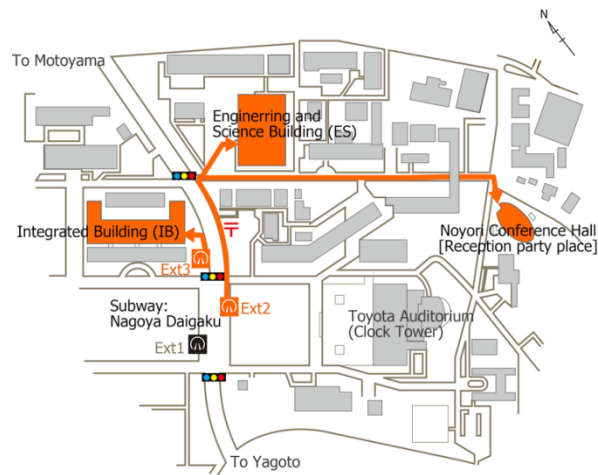 N
To Motoyama
Enginerring and
Science Building (ES)
Integrated Building (IB)
Ext3
Noyori Conference Hall
[Reception party place]
Subway:
Nagoya Daigaku
Ext2
Ext1
Toyota Auditorium
(Clock Tower)
To Yagoto